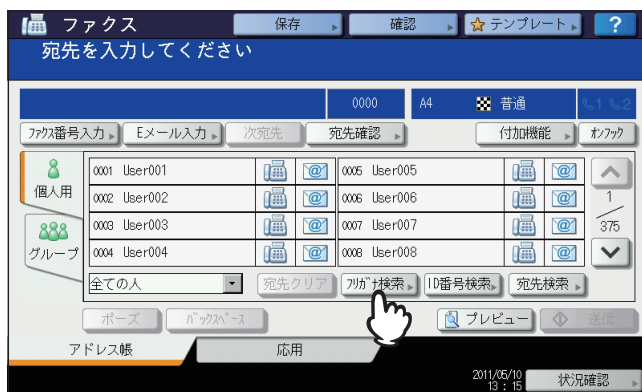 ファクス 保存 確認 テンプレート ?
宛先を入力してください
0000 A4 普通 1 2
ファクス番号入力 Eメール入力 次宛先 宛先確認 付加機能 オンフック
個人用
グループ
0001 User001 0005 User005
0002 User002 0006 User006
0003 User003 0007 User007
0004 User004 0008 User008
1
375
全ての人 宛先クリア フリガナ検索 ID番号検索 宛先検索
ポーズ バックスペース プレビュー 送信
アドレス帳 応用
2011/05/10
13 : 15 状況確認